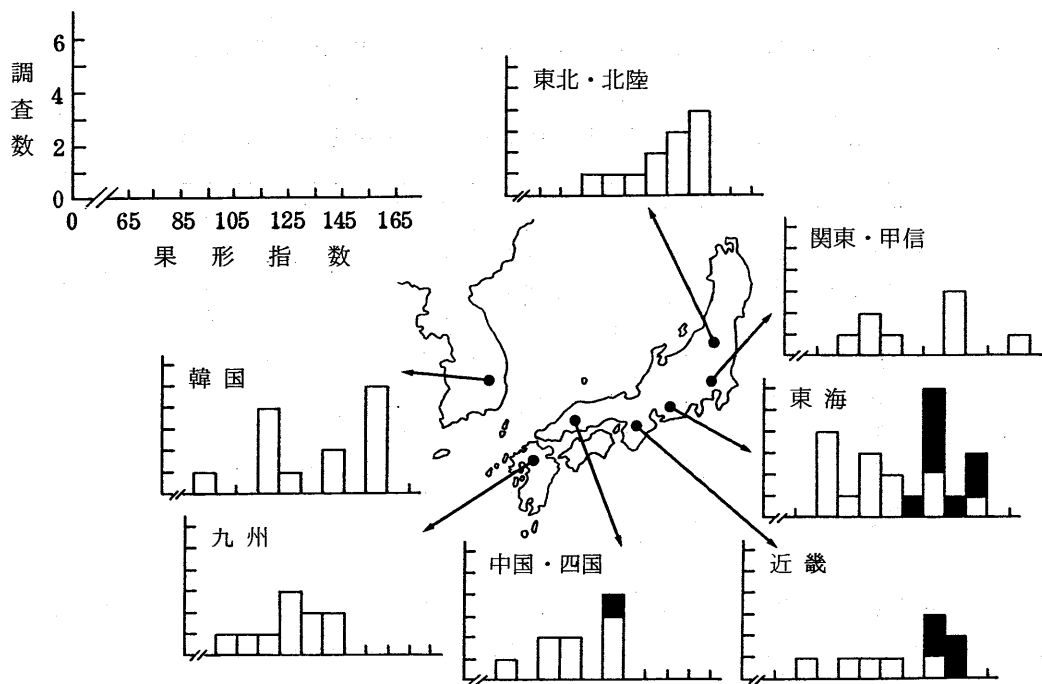 6
4
2
0
調査数
0 65 85 105 125 145 165
果形指数
東北・北陸
関東・甲信
韓国
東海
九州
中国・四国
近畿